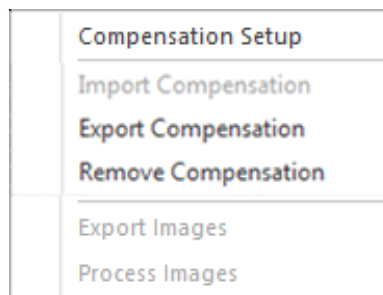 Compensation Setup
Import Compensation
Export Compensation
Remove Compensation
Export Images
Process Images